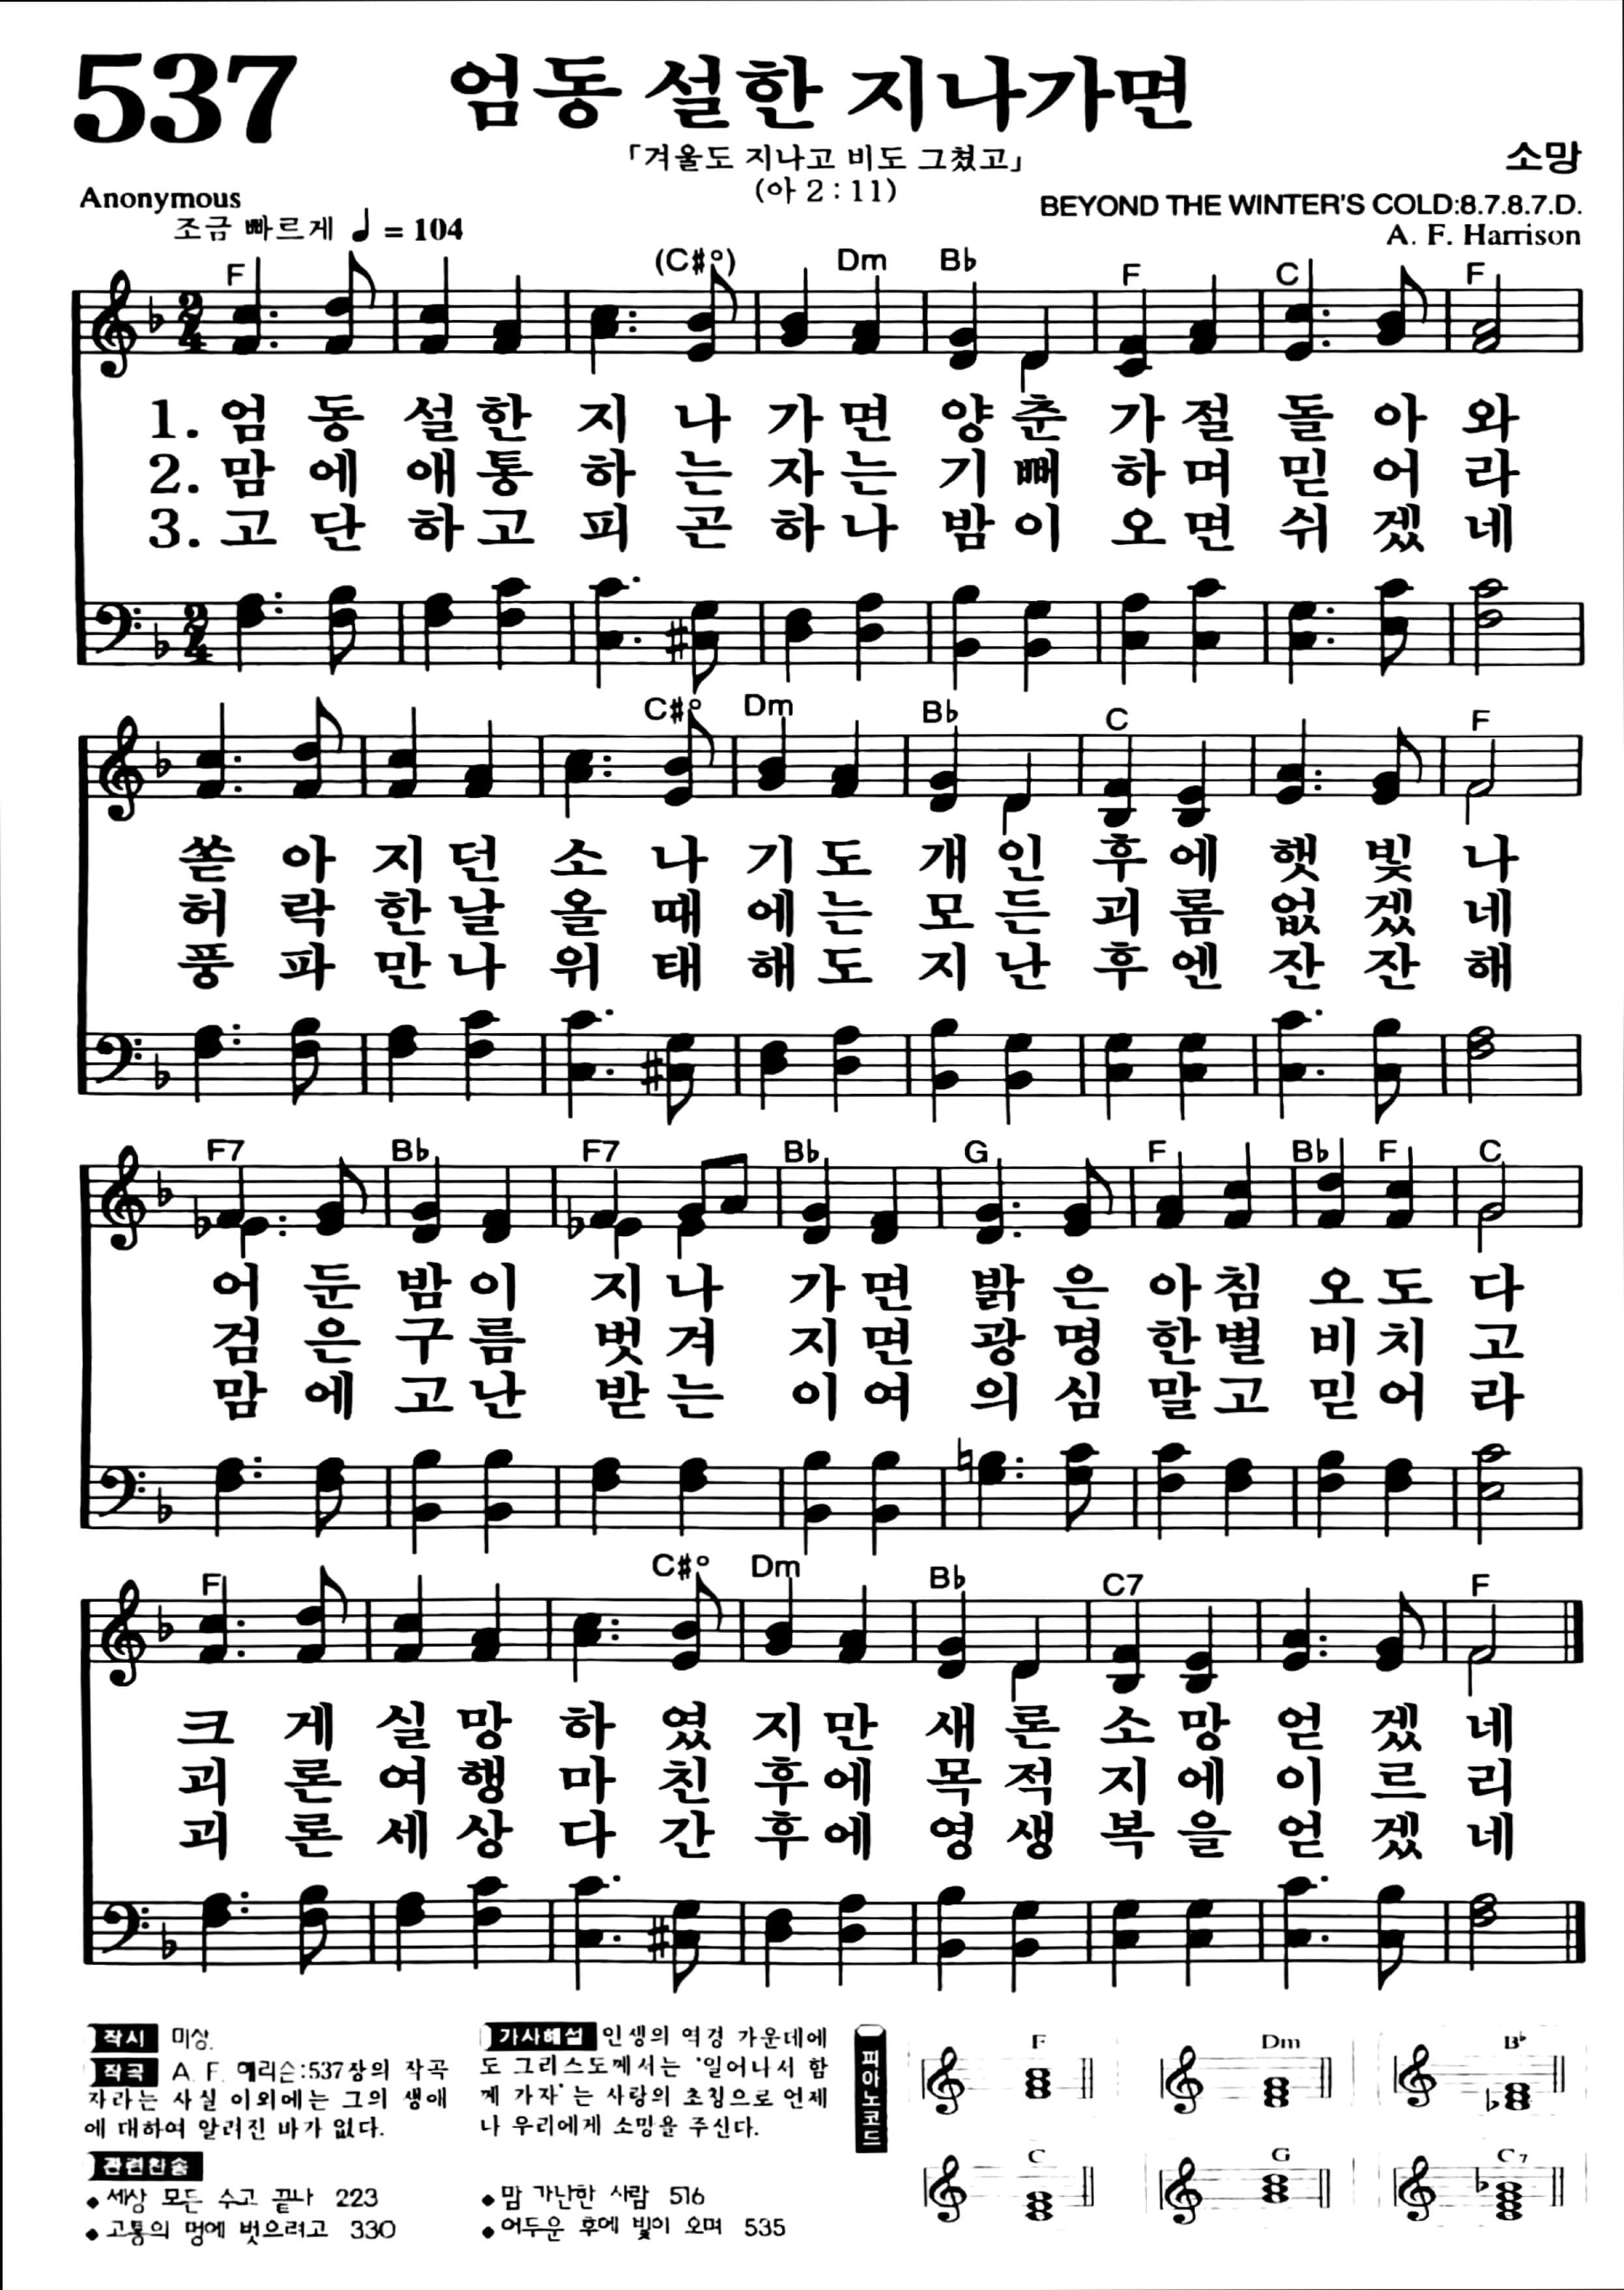 537
엄동 설한 지나가면
「겨울도 지나고 비도 그쳤고」
(아 2 : 11)
소망
Anonymous
BEYOND THE WINTER'S COLD:8.7.8.7.D.
조금 빠르게 ♩ = 104
A. F. Harrison
F (C#°) Dm B♭ F C F
1. 엄 동 설 한 지 나 가 면 양 춘 가 절 돌 아 와
2. 맘 에 애 통 하 는 자 는 기 뻐 하 며 믿 어 라
3. 고 단 하 고 피 곤 하 나 밤 이 오 면 쉬 겠 네
C#° Dm B♭ C F
쏟 아 지 던 소 나 기 도 개 인 후 에 햇 빛 나
허 락 한 날 올 때 에 는 모 든 괴 롬 없 겠 네
풍 파 만 나 위 태 해 도 지 난 후 엔 잔 잔 해
F7 B♭ F7 B♭ G F B♭ F C
어 둔 밤 이 지 나 가 면 밝 은 아 침 오 도 다
검 은 구 름 벗 겨 지 면 광 명 한 별 비 치 고
맘 에 고 난 받 는 이 여 의 심 말 고 믿 어 라
F C#° Dm B♭ C7 F
크 게 실 망 하 였 지 만 새 론 소 망 얻 겠 네
괴 론 여 행 마 친 후 에 목 적 지 에 이 르 리
괴 론 세 상 다 간 후 에 영 생 복 을 얻 겠 네
작시 미상.
작곡 A. F. 해리슨:537장의 작곡
자라는 사실 이외에는 그의 생애
에 대하여 알려진 바가 없다.
관련찬송
세상 모든 수고 끝나 223
고통의 멍에 벗으려고 330
가사해설 인생의 역경 가운데에
도 그리스도께서는 '일어나서 함
께 가자'는 사랑의 초청으로 언제
나 우리에게 소망을 주신다.
맘 가난한 사람 516
어두운 후에 빛이 오며 535
피아노코드
F Dm B♭
C G C7